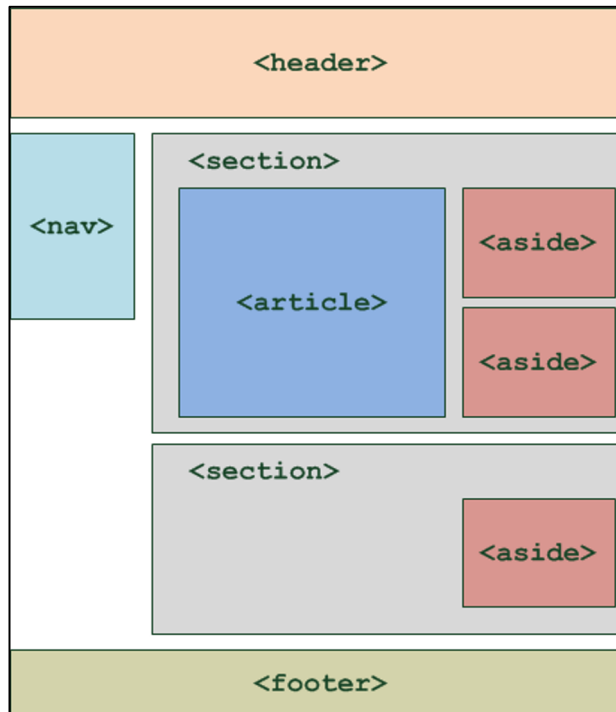 <header>
<nav>
<section>
<article>
<aside>
<aside>
<section>
<aside>
<footer>